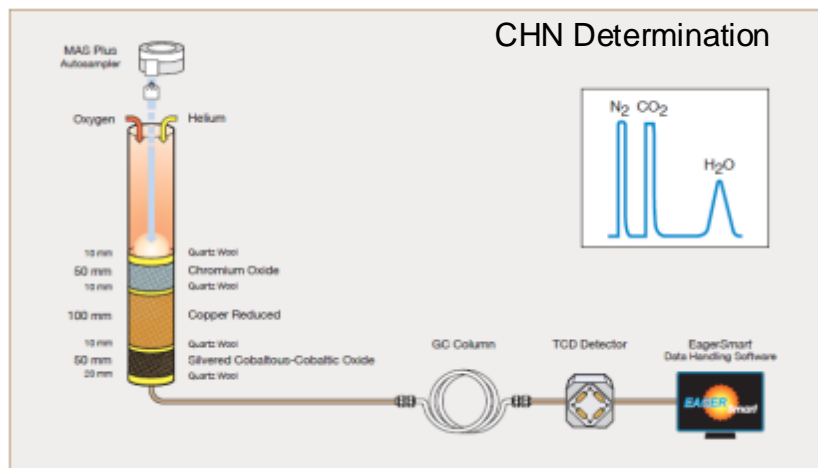 CHN Determination
MAS Plus
Autosampler
Oxygen
Helium
N2 CO2
H2O
10 mm Quartz Wool
50 mm Chromium Oxide
10 mm Quartz Wool
100 mm Copper Reduced
10 mm Quartz Wool
50 mm Silvered Cobaltous-Cobaltic Oxide
20 mm Quartz Wool
GC Column
TCD Detector
EagerSmart
Data Handling Software
EAGER
Smart